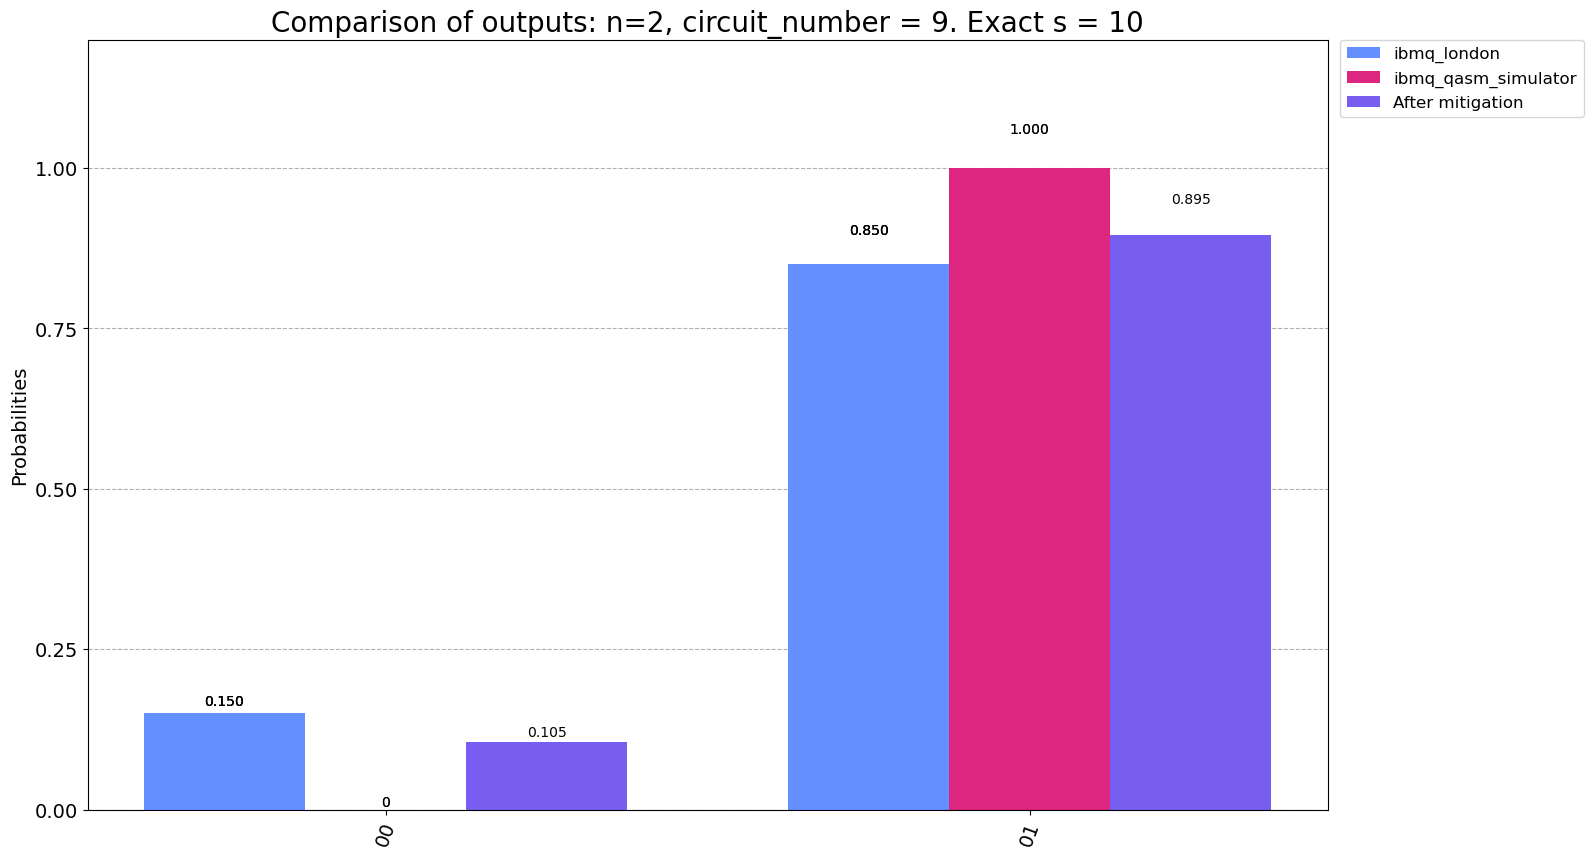 Comparison of outputs: n=2, circuit_number = 9. Exact s = 10
ibmq_london
ibmq_qasm_simulator
After mitigation
1.000
1.00
0.895
0.850
0.75
Probabilities
0.50
0.25
0.150
0.105
0
0.00
00
01